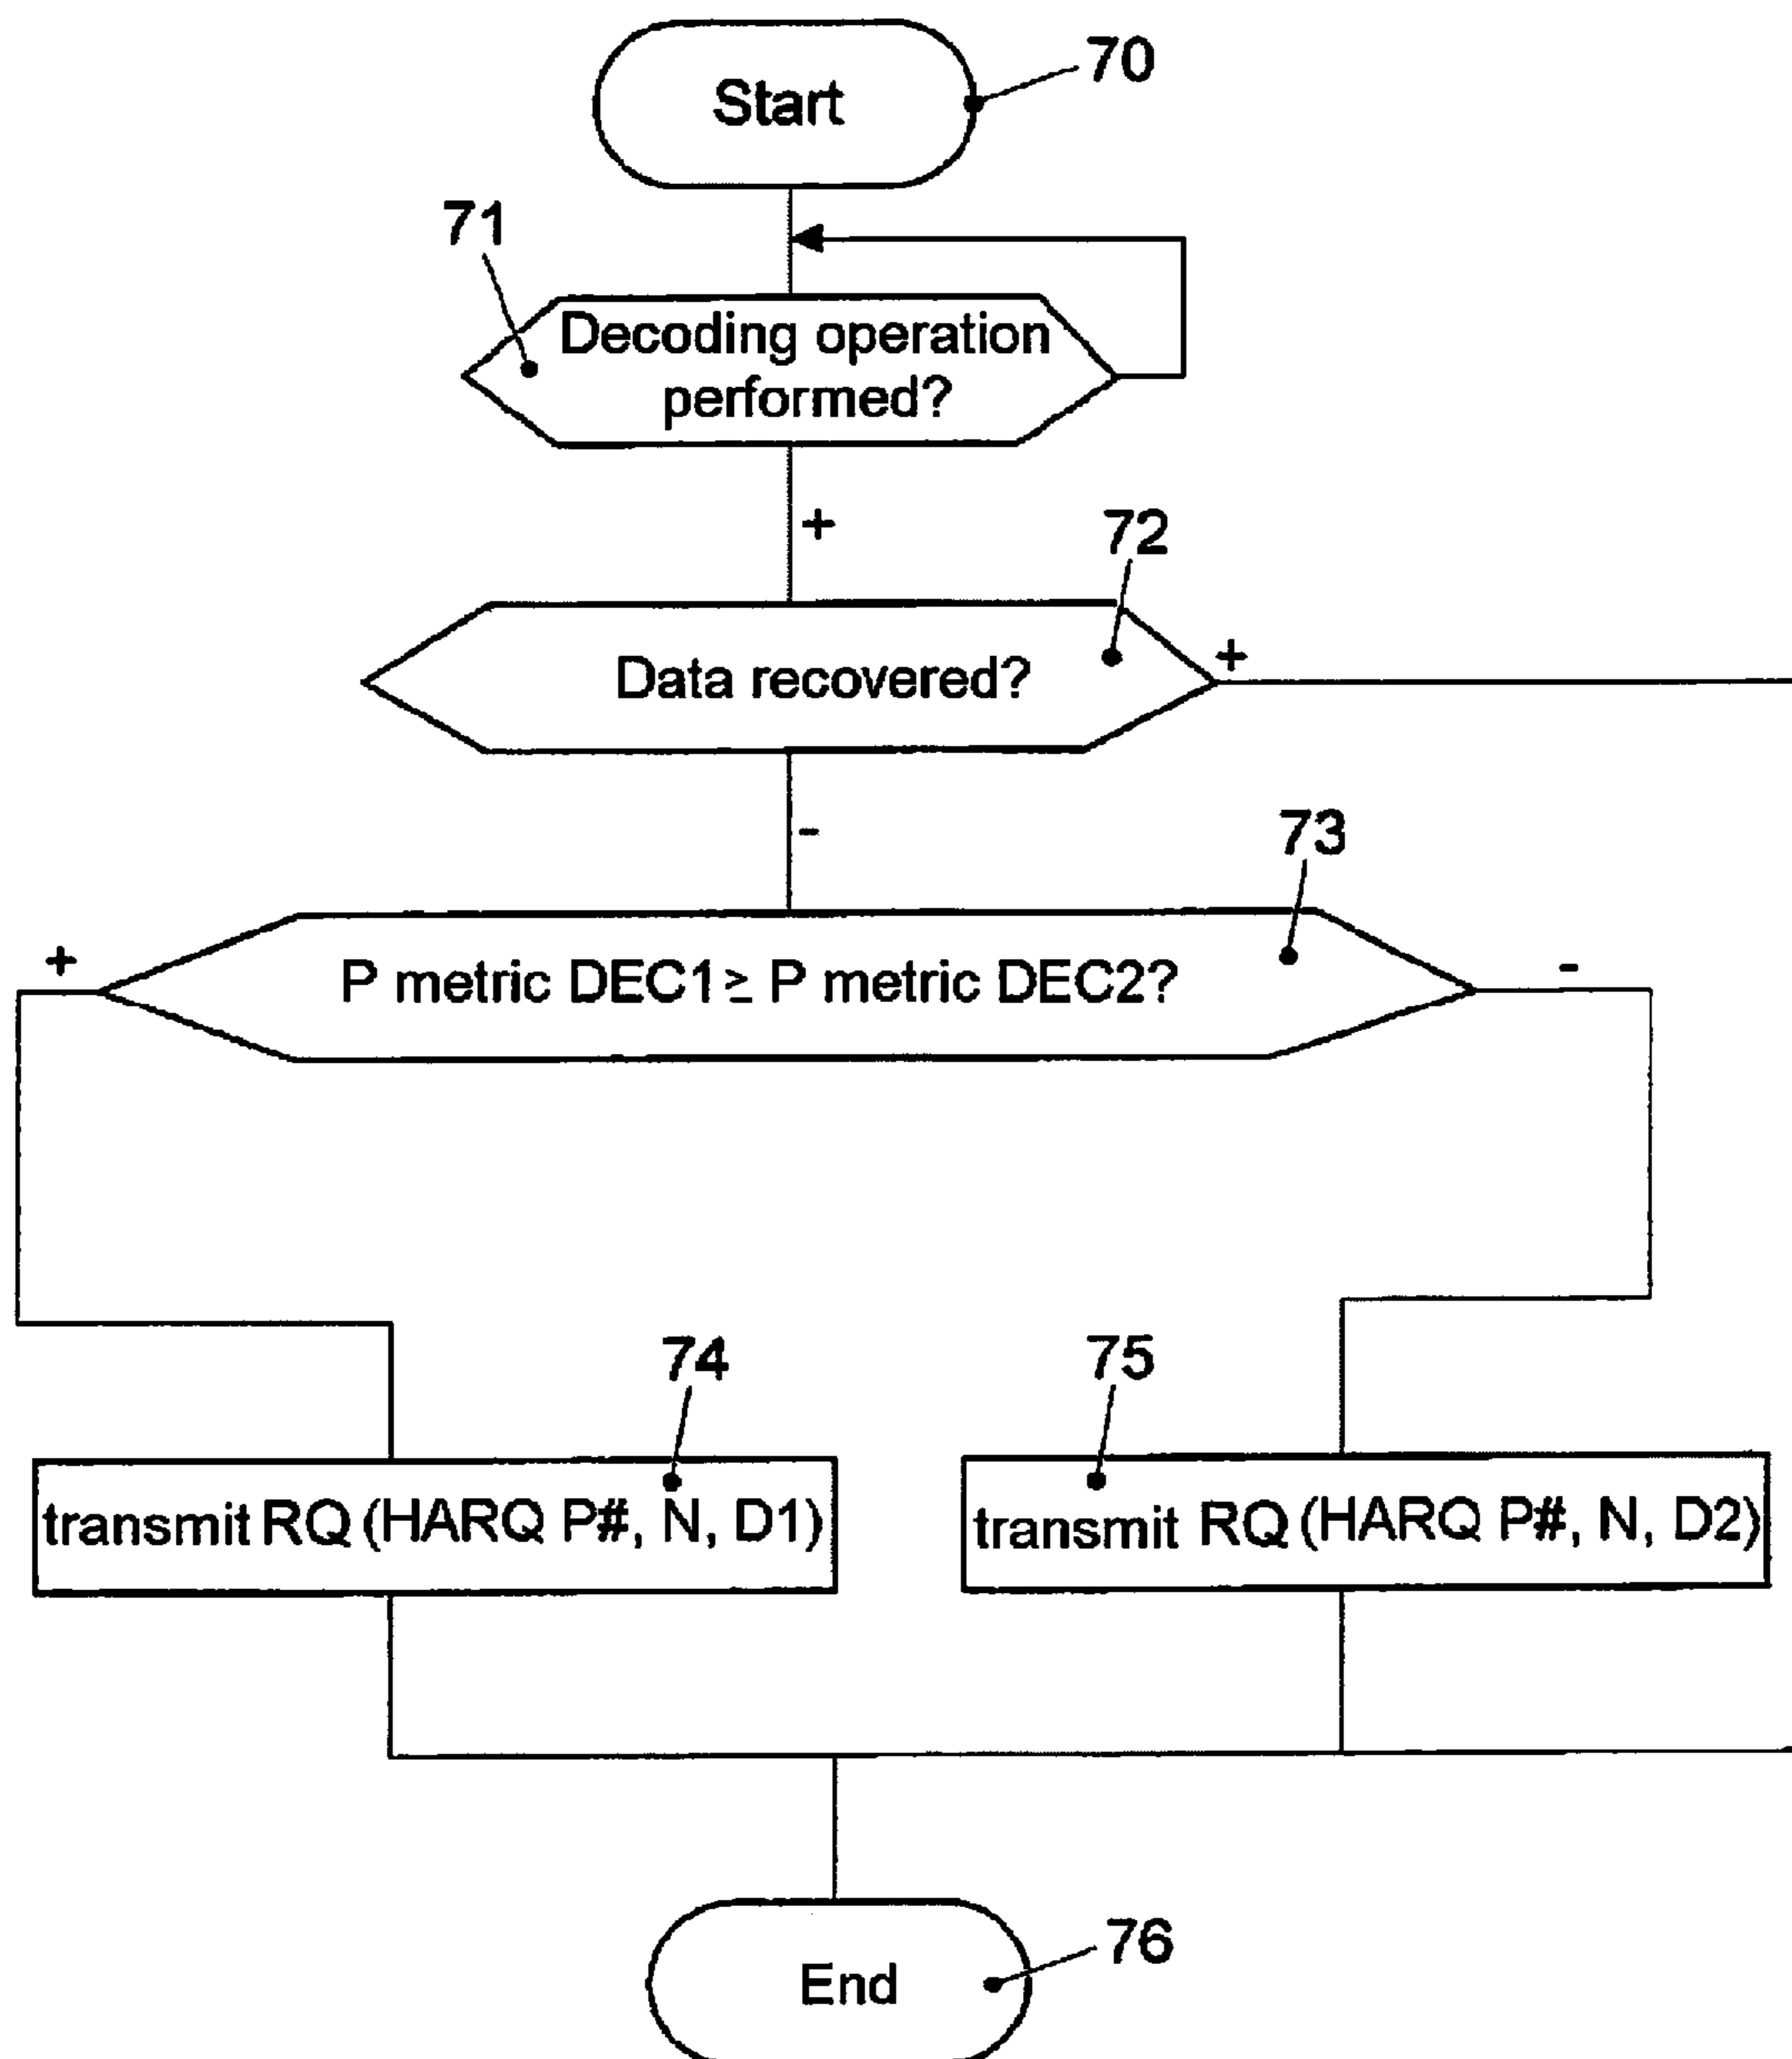 70
Start
71
Decoding operation
performed?
+
72
Data recovered?
+
-
73
+
P metric DEC1 ≥ P metric DEC2?
-
74
75
transmit RQ (HARQ P#, N, D1)
transmit RQ (HARQ P#, N, D2)
76
End